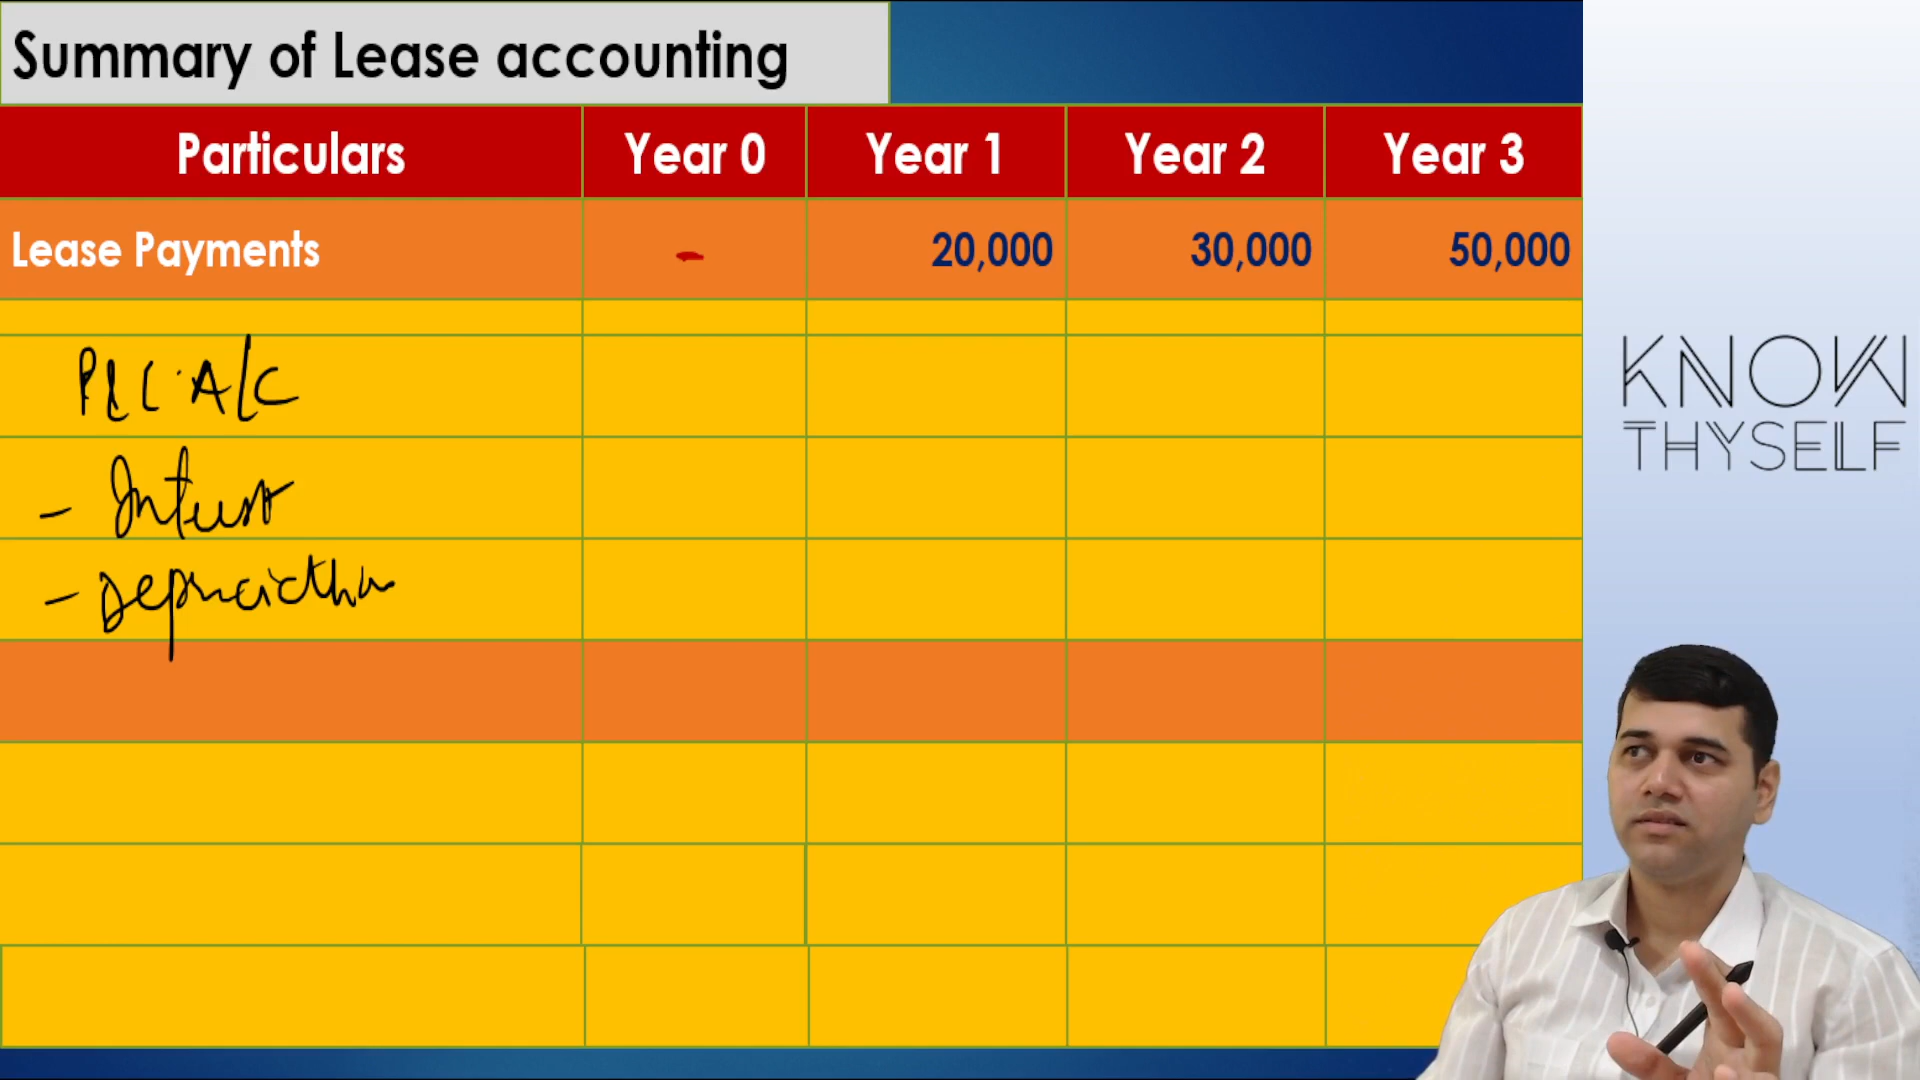 Summary of Lease accounting
Particulars Year 0 Year 1 Year 2 Year 3
Lease Payments - 20,000 30,000 50,000
P&L A/C
- Interest
- Depreciation
KNOW
THYSELF